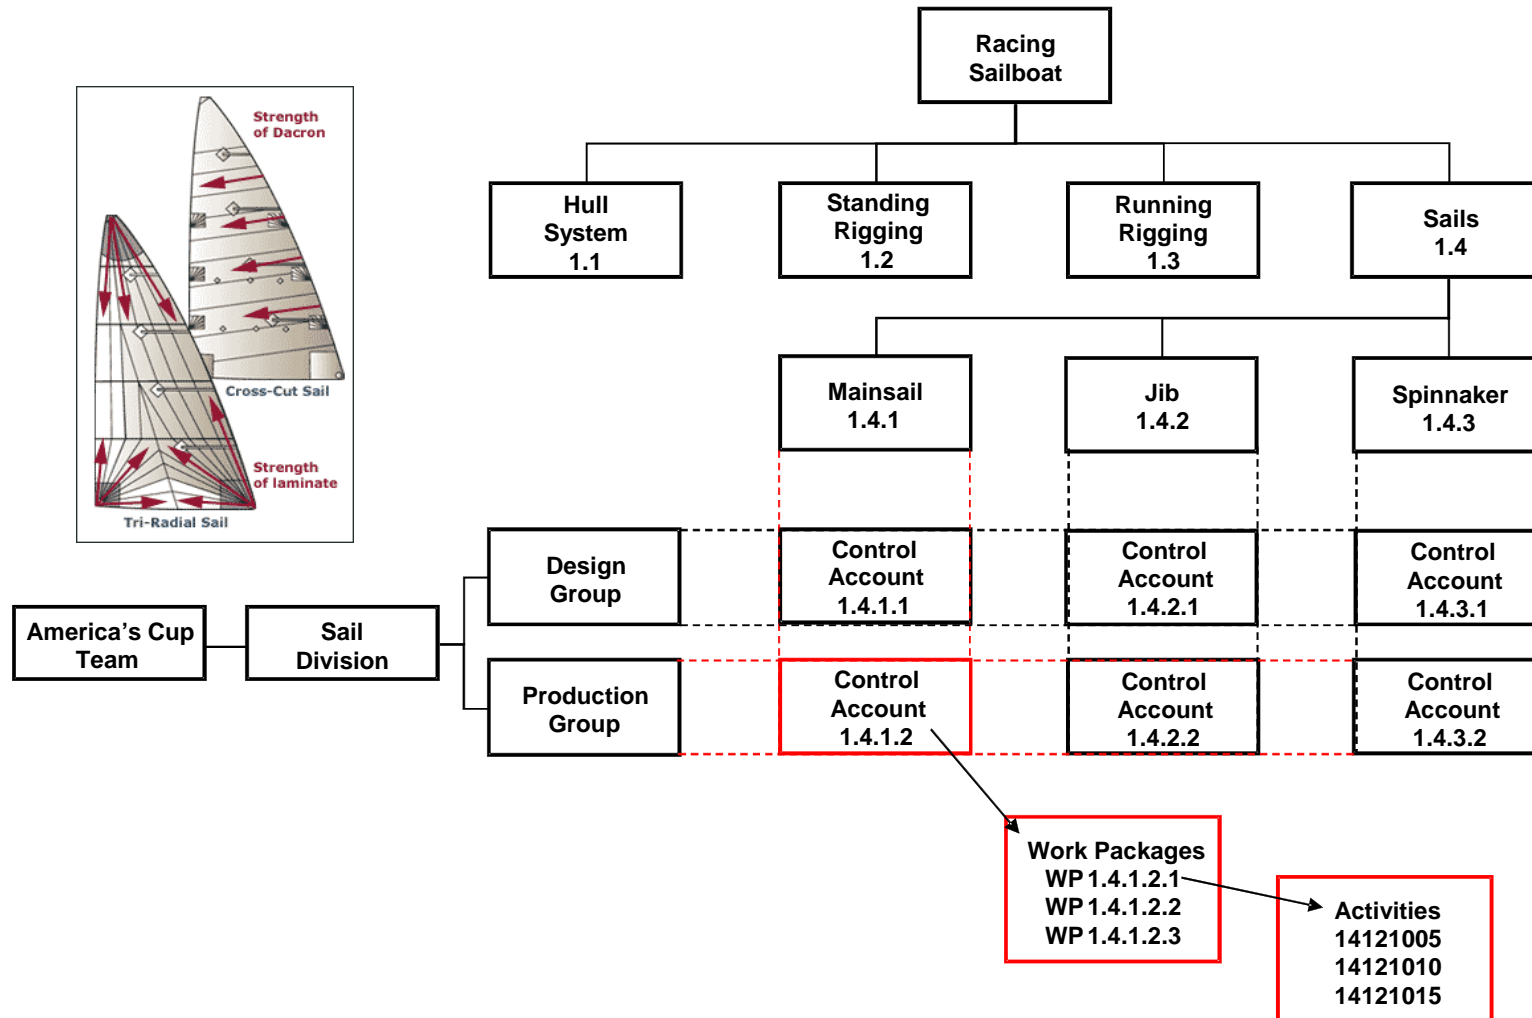 Racing
Sailboat
Strength
of Dacron
Cross-Cut Sail
Strength
of laminate
Tri-Radial Sail
Hull
System
1.1
Standing
Rigging
1.2
Running
Rigging
1.3
Sails
1.4
Mainsail
1.4.1
Jib
1.4.2
Spinnaker
1.4.3
America's Cup
Team
Sail
Division
Design
Group
Control
Account
1.4.1.1
Control
Account
1.4.2.1
Control
Account
1.4.3.1
Production
Group
Control
Account
1.4.1.2
Control
Account
1.4.2.2
Control
Account
1.4.3.2
Work Packages
WP 1.4.1.2.1
WP 1.4.1.2.2
WP 1.4.1.2.3
Activities
14121005
14121010
14121015